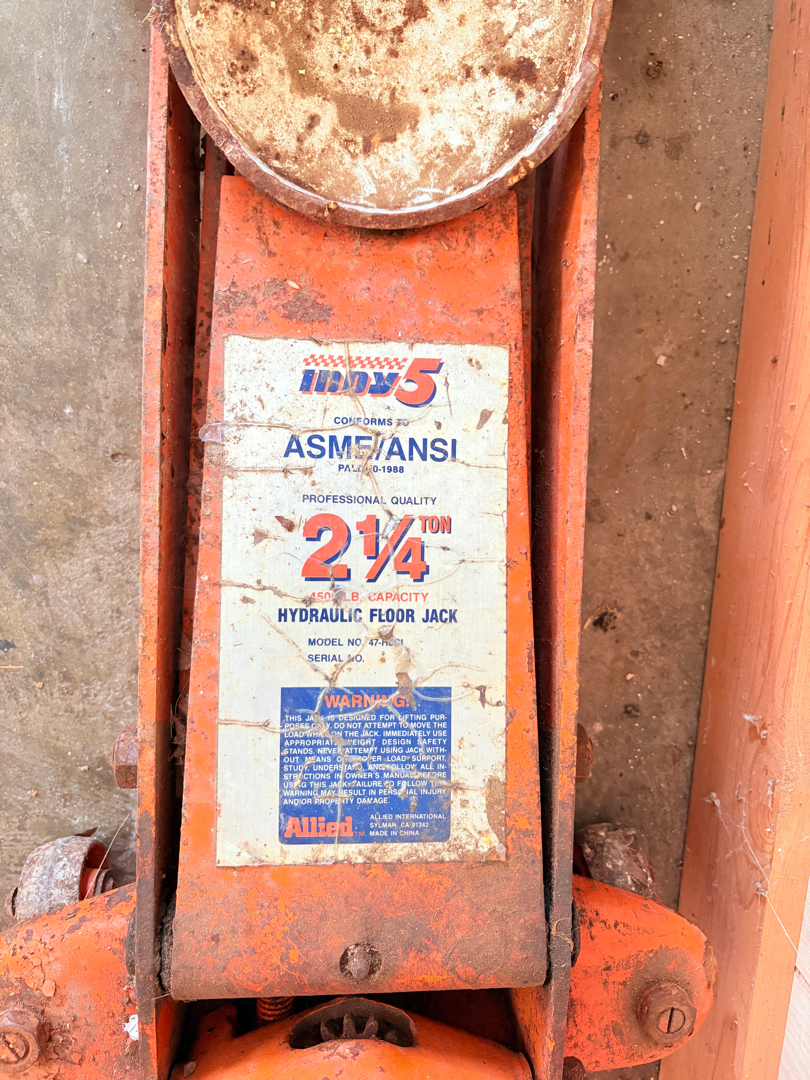 INDY 5
CONFORMS TO
ASME/ANSI
0-1988
PROFESSIONAL QUALITY
2 1/4 TON
LB. CAPACITY
HYDRAULIC FLOOR JACK
MODEL NO.
SERIAL NO.
WARNING!
THIS JACK IS DESIGNED FOR LIFTING PUR-
POSES ONLY. DO NOT ATTEMPT TO MOVE THE
LOAD WHILE ON THE JACK. IMMEDIATELY USE
APPROPRIATE WEIGHT DESIGN SAFETY
STANDS. NEVER ATTEMPT USING JACK WITH-
OUT MEANS OF PROPER LOAD SUPPORT.
STUDY, UNDERSTAND, AND FOLLOW ALL IN-
STRUCTIONS IN OWNER'S MANUAL BEFORE
USING THIS JACK. FAILURE TO FOLLOW THIS
WARNING MAY RESULT IN PERSONAL INJURY
AND/OR PROPERTY DAMAGE.
Allied TM.
ALLIED INTERNATIONAL
SYLMAR, CA 91342
MADE IN CHINA